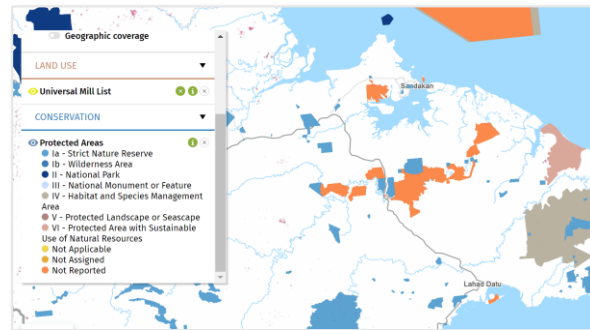 Geographic coverage
LAND USE
Universal Mill List
CONSERVATION
Protected Areas
Ia - Strict Nature Reserve
Ib - Wilderness Area
II - National Park
III - National Monument or Feature
IV - Habitat and Species Management
Area
V - Protected Landscape or Seascape
VI - Protected Area with Sustainable
Use of Natural Resources
Not Applicable
Not Assigned
Not Reported
Sandakan
Lahad Datu